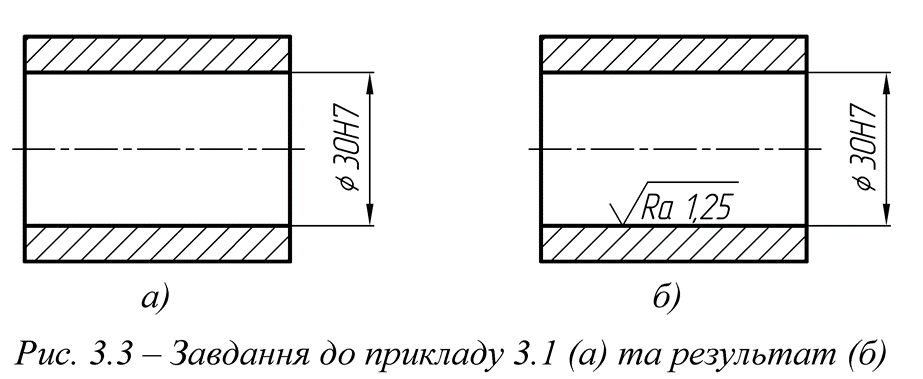 ϕ 30H7
ϕ 30H7
Ra 1,25
а)
б)
Рис. 3.3 – Завдання до прикладу 3.1 (а) та результат (б)